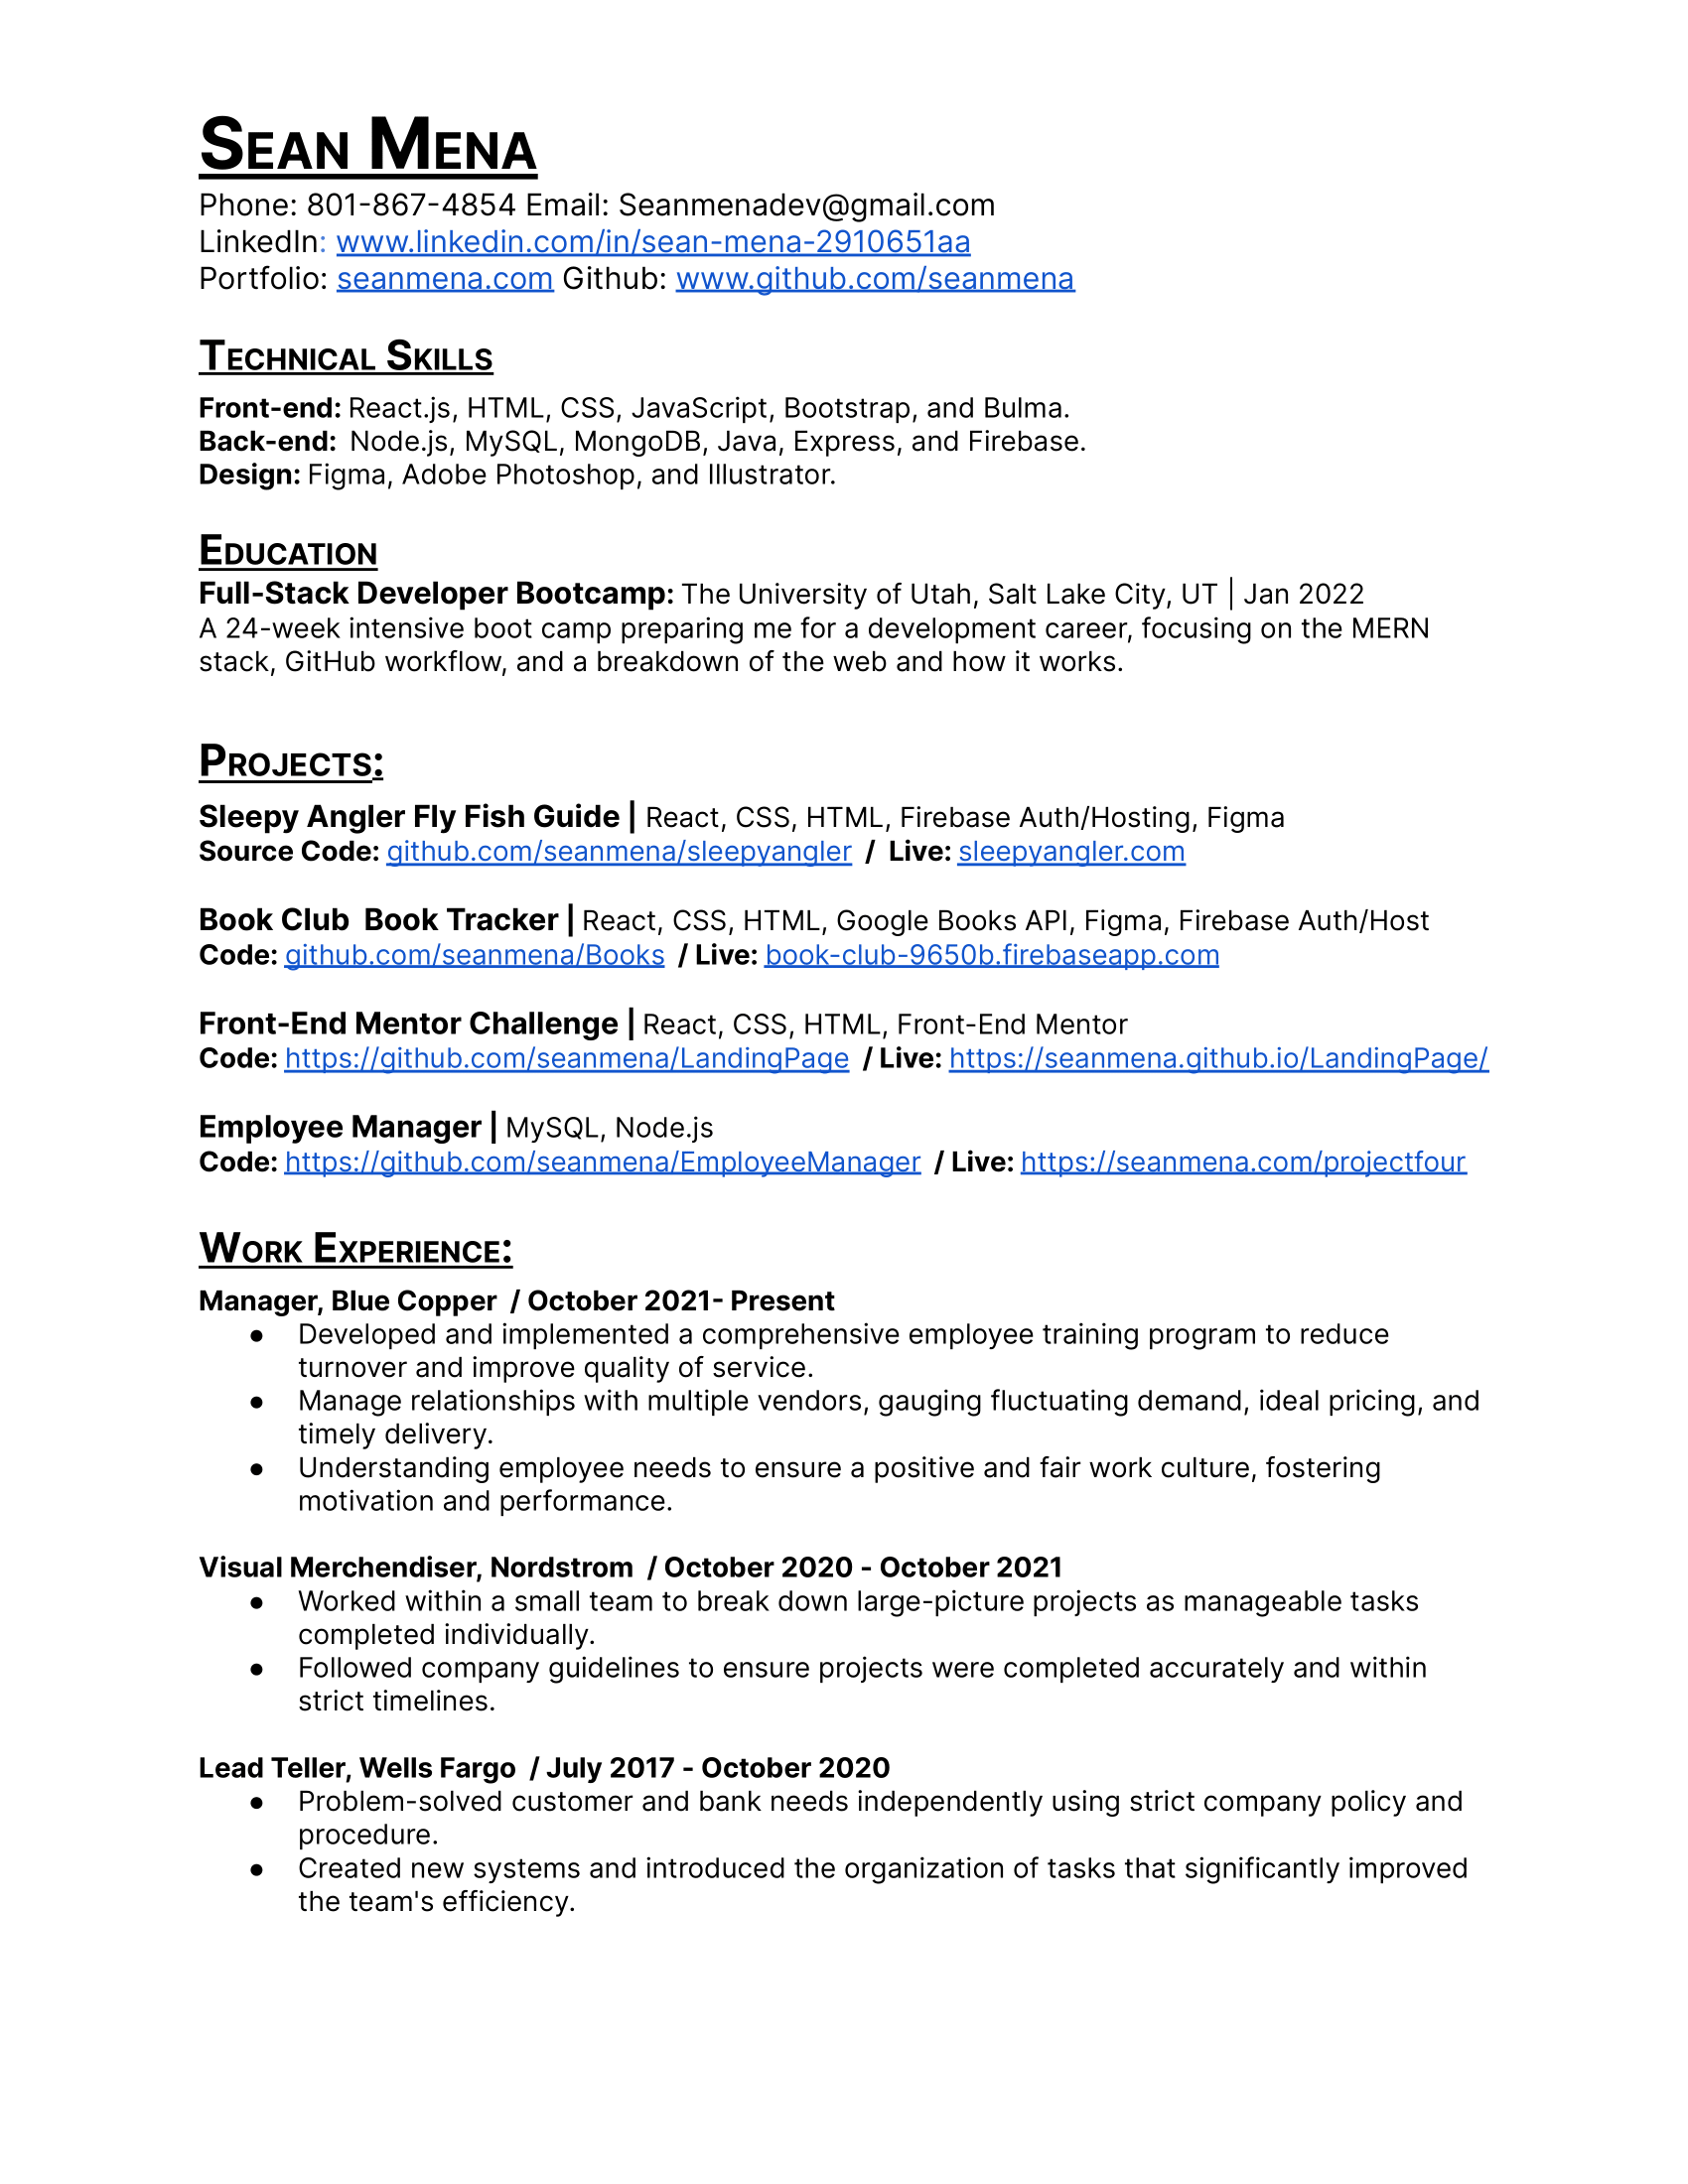 Sean Mena
Phone: 801-867-4854 Email: Seanmenadev@gmail.com
LinkedIn: www.linkedin.com/in/sean-mena-2910651aa
Portfolio: seanmena.com Github: www.github.com/seanmena
Technical Skills
Front-end: React.js, HTML, CSS, JavaScript, Bootstrap, and Bulma.
Back-end: Node.js, MySQL, MongoDB, Java, Express, and Firebase.
Design: Figma, Adobe Photoshop, and Illustrator.
Education
Full-Stack Developer Bootcamp: The University of Utah, Salt Lake City, UT | Jan 2022
A 24-week intensive boot camp preparing me for a development career, focusing on the MERN
stack, GitHub workflow, and a breakdown of the web and how it works.
Projects:
Sleepy Angler Fly Fish Guide | React, CSS, HTML, Firebase Auth/Hosting, Figma
Source Code: github.com/seanmena/sleepyangler / Live: sleepyangler.com
Book Club Book Tracker | React, CSS, HTML, Google Books API, Figma, Firebase Auth/Host
Code: github.com/seanmena/Books / Live: book-club-9650b.firebaseapp.com
Front-End Mentor Challenge | React, CSS, HTML, Front-End Mentor
Code: https://github.com/seanmena/LandingPage / Live: https://seanmena.github.io/LandingPage/
Employee Manager | MySQL, Node.js
Code: https://github.com/seanmena/EmployeeManager / Live: https://seanmena.com/projectfour
Work Experience:
Manager, Blue Copper / October 2021- Present
● Developed and implemented a comprehensive employee training program to reduce
turnover and improve quality of service.
● Manage relationships with multiple vendors, gauging fluctuating demand, ideal pricing, and
timely delivery.
● Understanding employee needs to ensure a positive and fair work culture, fostering
motivation and performance.
Visual Merchendiser, Nordstrom / October 2020 - October 2021
● Worked within a small team to break down large-picture projects as manageable tasks
completed individually.
● Followed company guidelines to ensure projects were completed accurately and within
strict timelines.
Lead Teller, Wells Fargo / July 2017 - October 2020
● Problem-solved customer and bank needs independently using strict company policy and
procedure.
● Created new systems and introduced the organization of tasks that significantly improved
the team's efficiency.